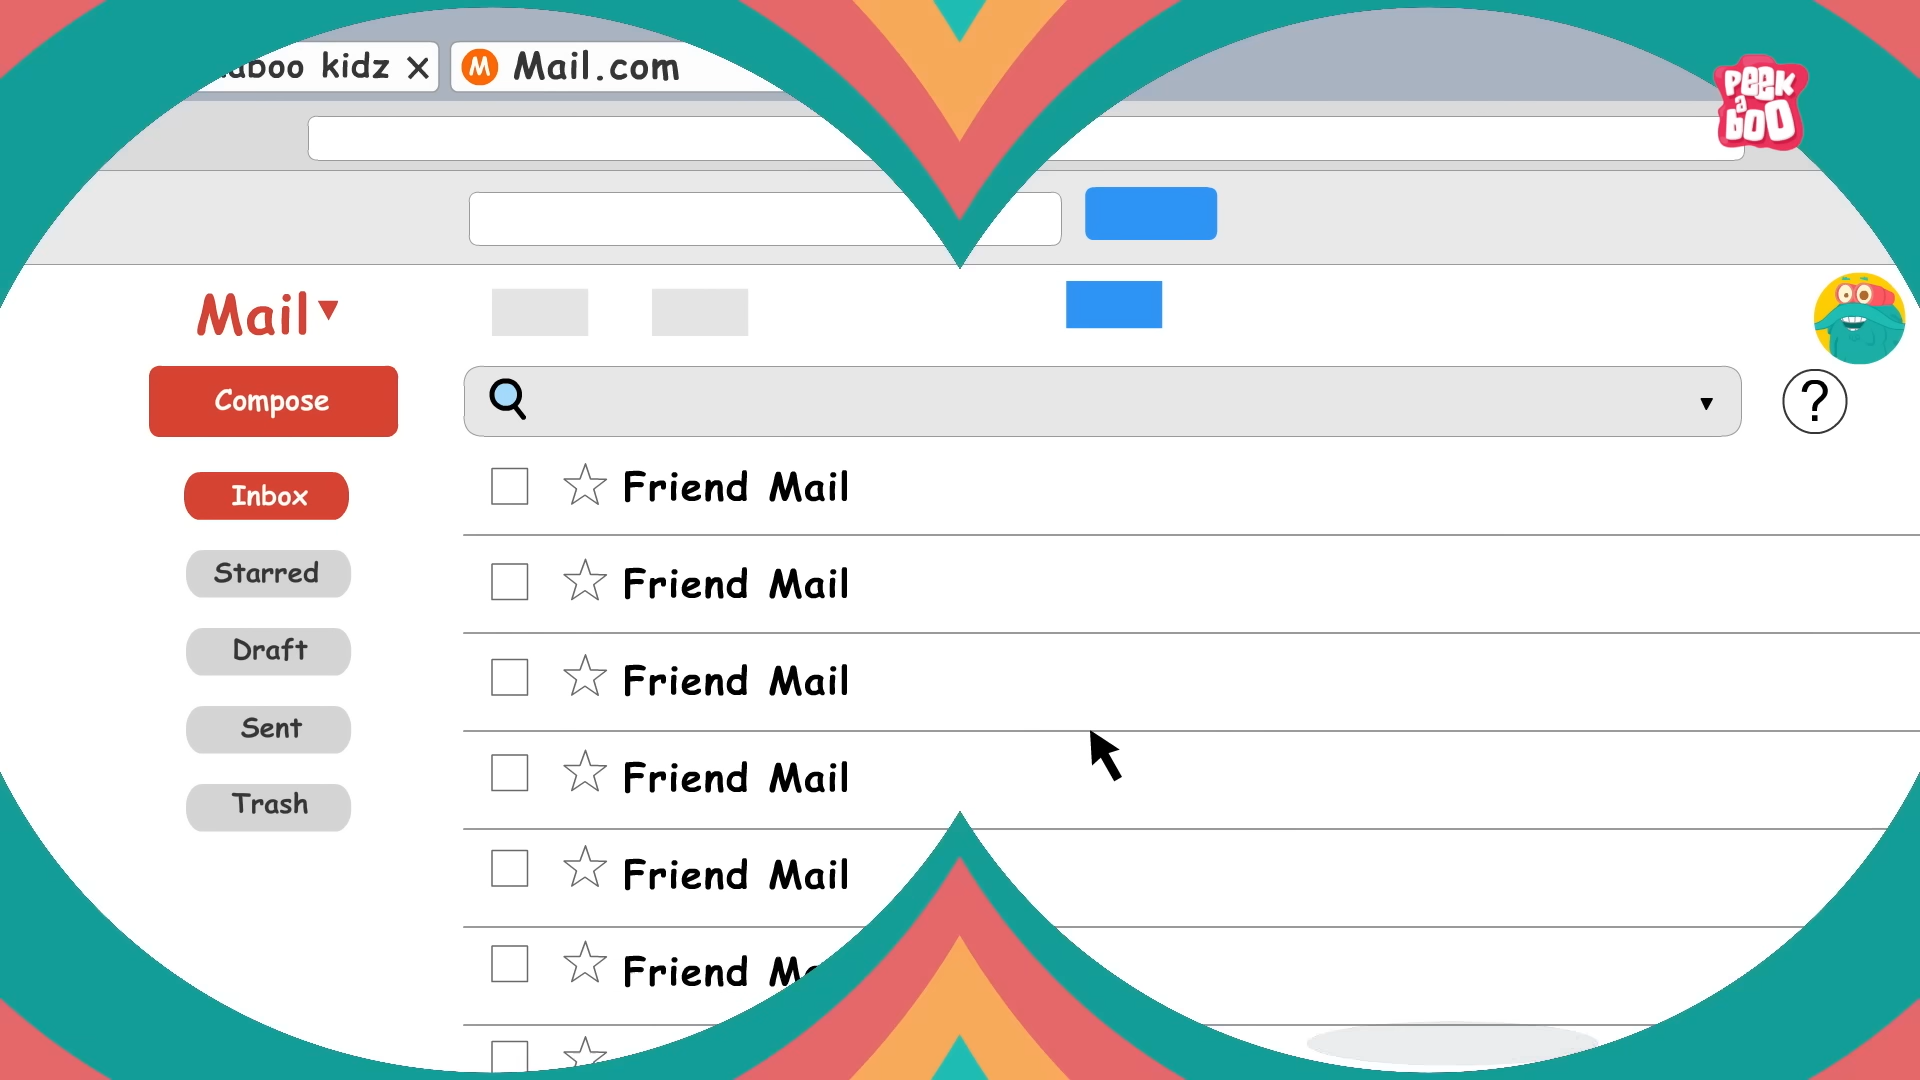 kidz X
M Mail.com
PEEK
a
boo
Mail
Compose
?
Inbox
Starred
Draft
Sent
Trash
Friend Mail
Friend Mail
Friend Mail
Friend Mail
Friend Mail
Friend